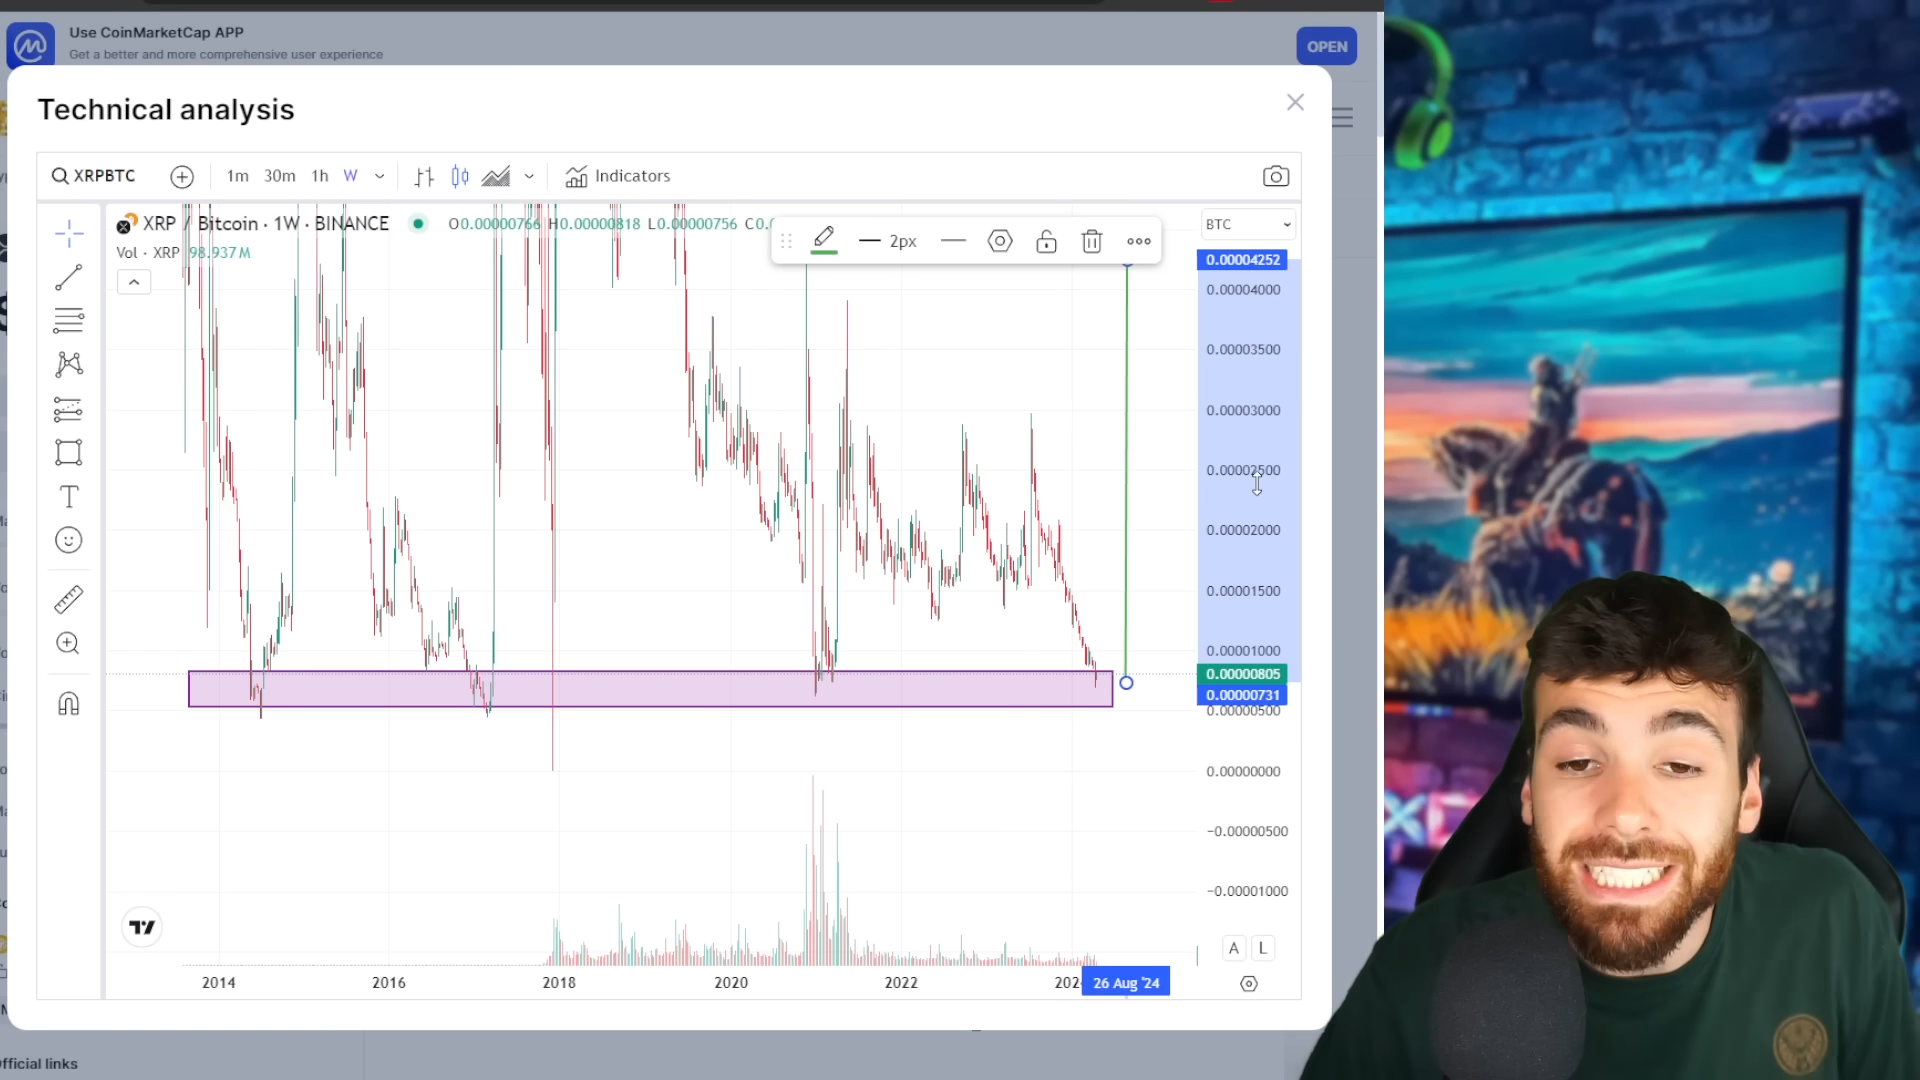 Use CoinMarketCap APP
Get a better and more comprehensive user experience
OPEN
Technical analysis
XRPBTC
1m 30m 1h W
Indicators
XRP / Bitcoin · 1W · BINANCE
O0.00000766 H0.00000818 L0.00000756 C0.
2px
BTC
Vol · XRP 98.937M
0.00004252
0.00004000
0.00003500
0.00003000
0.00002500
0.00002000
0.00001500
0.00001000
0.00000805
0.00000731
0.00000500
0.00000000
−0.00000500
−0.00001000
A L
2014 2016 2018 2020 2022 202
26 Aug '24
fficial links